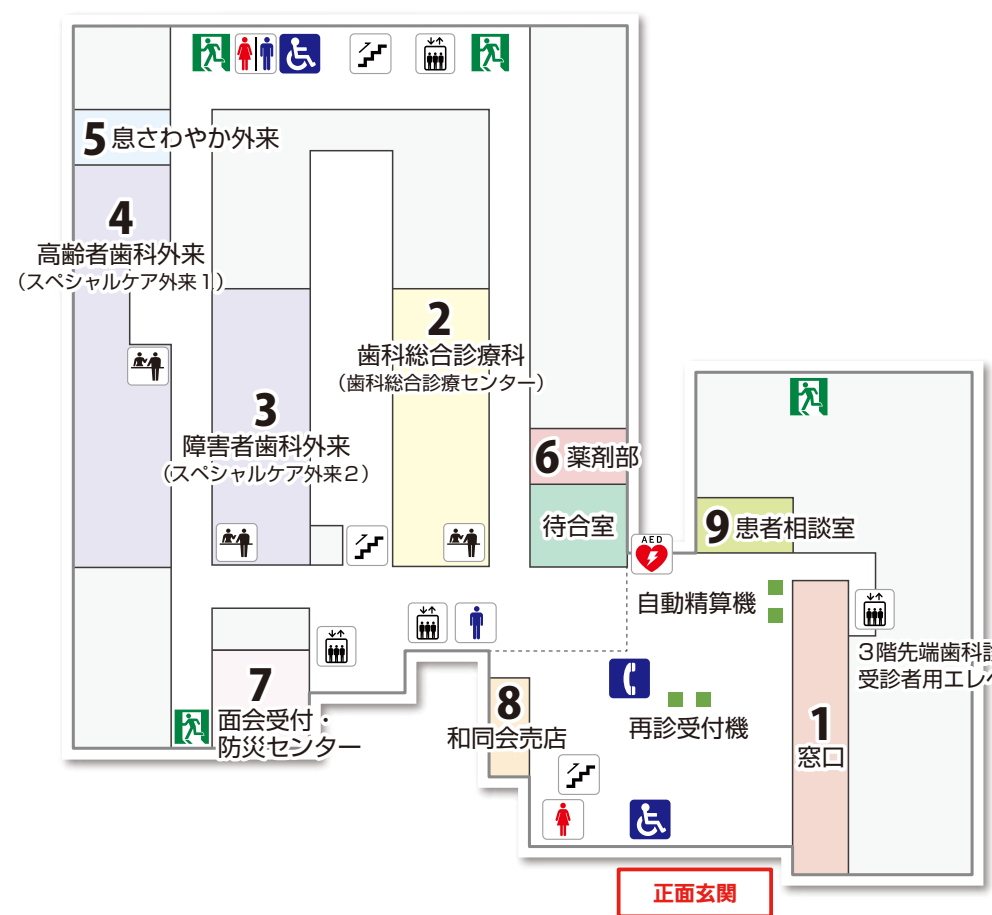 5 息さわやか外来
4
高齢者歯科外来
(スペシャルケア外来1)
2
歯科総合診療科
(歯科総合診療センター)
3
障害者歯科外来
(スペシャルケア外来2)
6 薬剤部
待合室
AED
9 患者相談室
自動精算機
3階先端歯科
受診者用エレ
7
面会受付・
防災センター
8
和同会売店
再診受付機
1
窓口
正面玄関